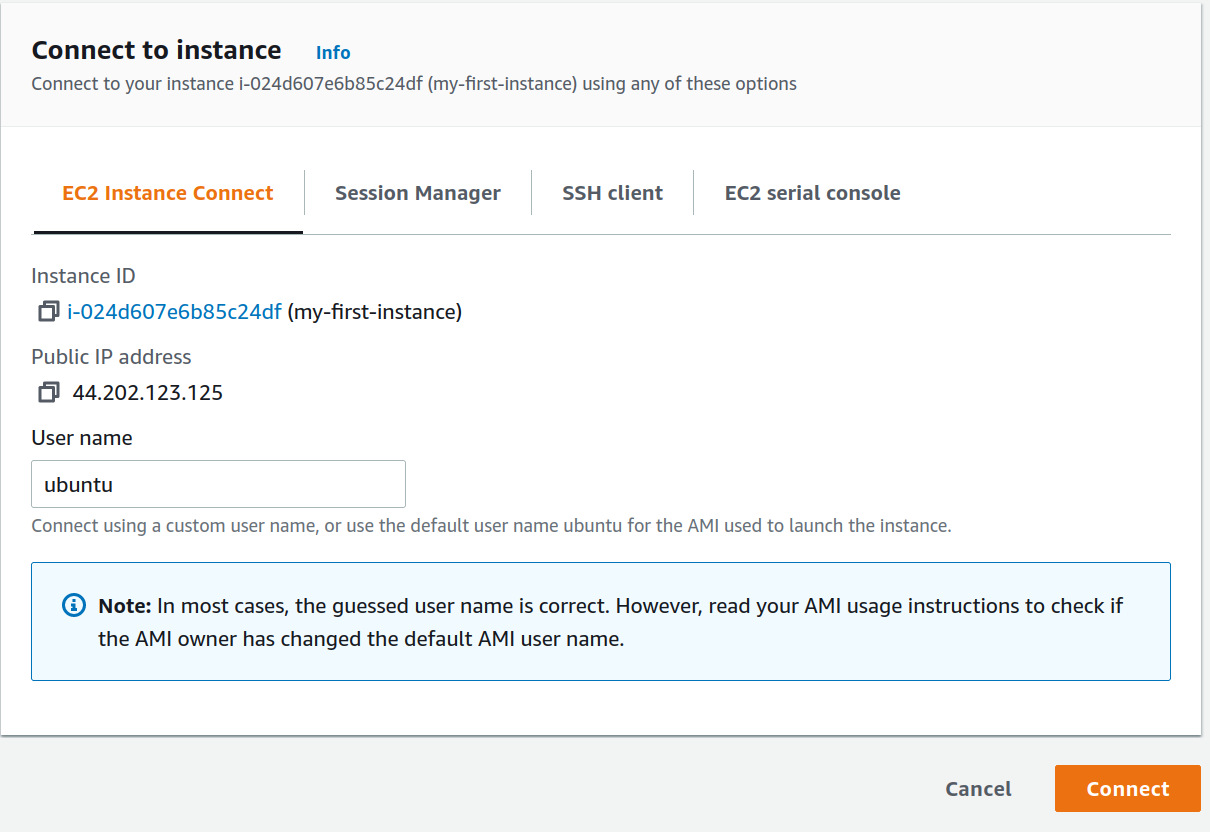 Connect to instance Info
Connect to your instance i-024d607e6b85c24df (my-first-instance) using any of these options
EC2 Instance Connect
Session Manager
SSH client
EC2 serial console
Instance ID
i-024d607e6b85c24df (my-first-instance)
Public IP address
44.202.123.125
User name
ubuntu
Connect using a custom user name, or use the default user name ubuntu for the AMI used to launch the instance.
Note: In most cases, the guessed user name is correct. However, read your AMI usage instructions to check if
the AMI owner has changed the default AMI user name.
Cancel
Connect